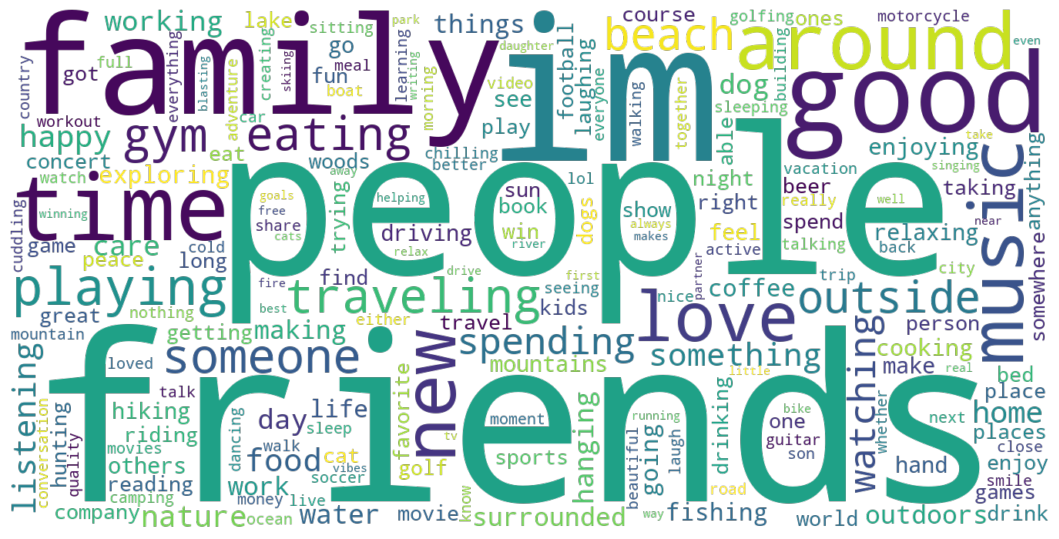 family
im
people
friends
good
time
around
music
new
love
playing
traveling
eating
gym
beach
someone
outside
spending
something
watching
listening
working
things
lake
sitting
go
fun
boat
got
full
country
everything
blasting
workout
adventure
creating
skiing
car
meal
learning
park
writing
morning
daughter
video
see
play
football
laughing
everyone
course
golfing
ones
motorcycle
even
walking
together
dog
sleeping
able
building
happy
concert
watch
exploring
eat
woods
chilling
better
enjoying
take
singing
vacation
really
beer
taking
anything
somewhere
near
winning
cuddling
game
care
peace
cold
long
goals
away
free
share
cats
helping
trying
driving
relax
fire
river
best
drive
sun
book
win
lol
dogs
show
always
makes
night
right
feel
active
spend
talking
well
relaxing
back
trip
city
partner
nice
coffee
first
seeing
kids
find
great
nothing
mountain
getting
making
either
travel
mountains
person
cooking
make
real
bed
place
places
home
next
whether
loved
talk
hiking
riding
movies
others
reading
hunting
quality
conversation
camping
company
nature
ocean
money
live
water
work
food
cat
vibes
soccer
walk
sleep
day
life
dancing
favorite
golf
tv
movie
know
moment
sports
surrounded
hanging
way
running
beautiful
going
laugh
little
drinking
road
fishing
bike
one
guitar
son
hand
world
outdoors
drink
games
smile
enjoy
close